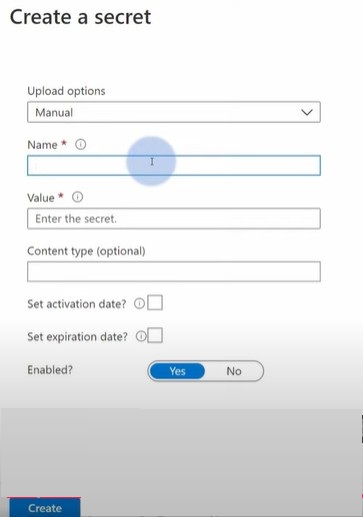 Create a secret
Upload options
Manual
Name *
Value *
Enter the secret.
Content type (optional)
Set activation date?
Set expiration date?
Enabled?
Yes No
Create